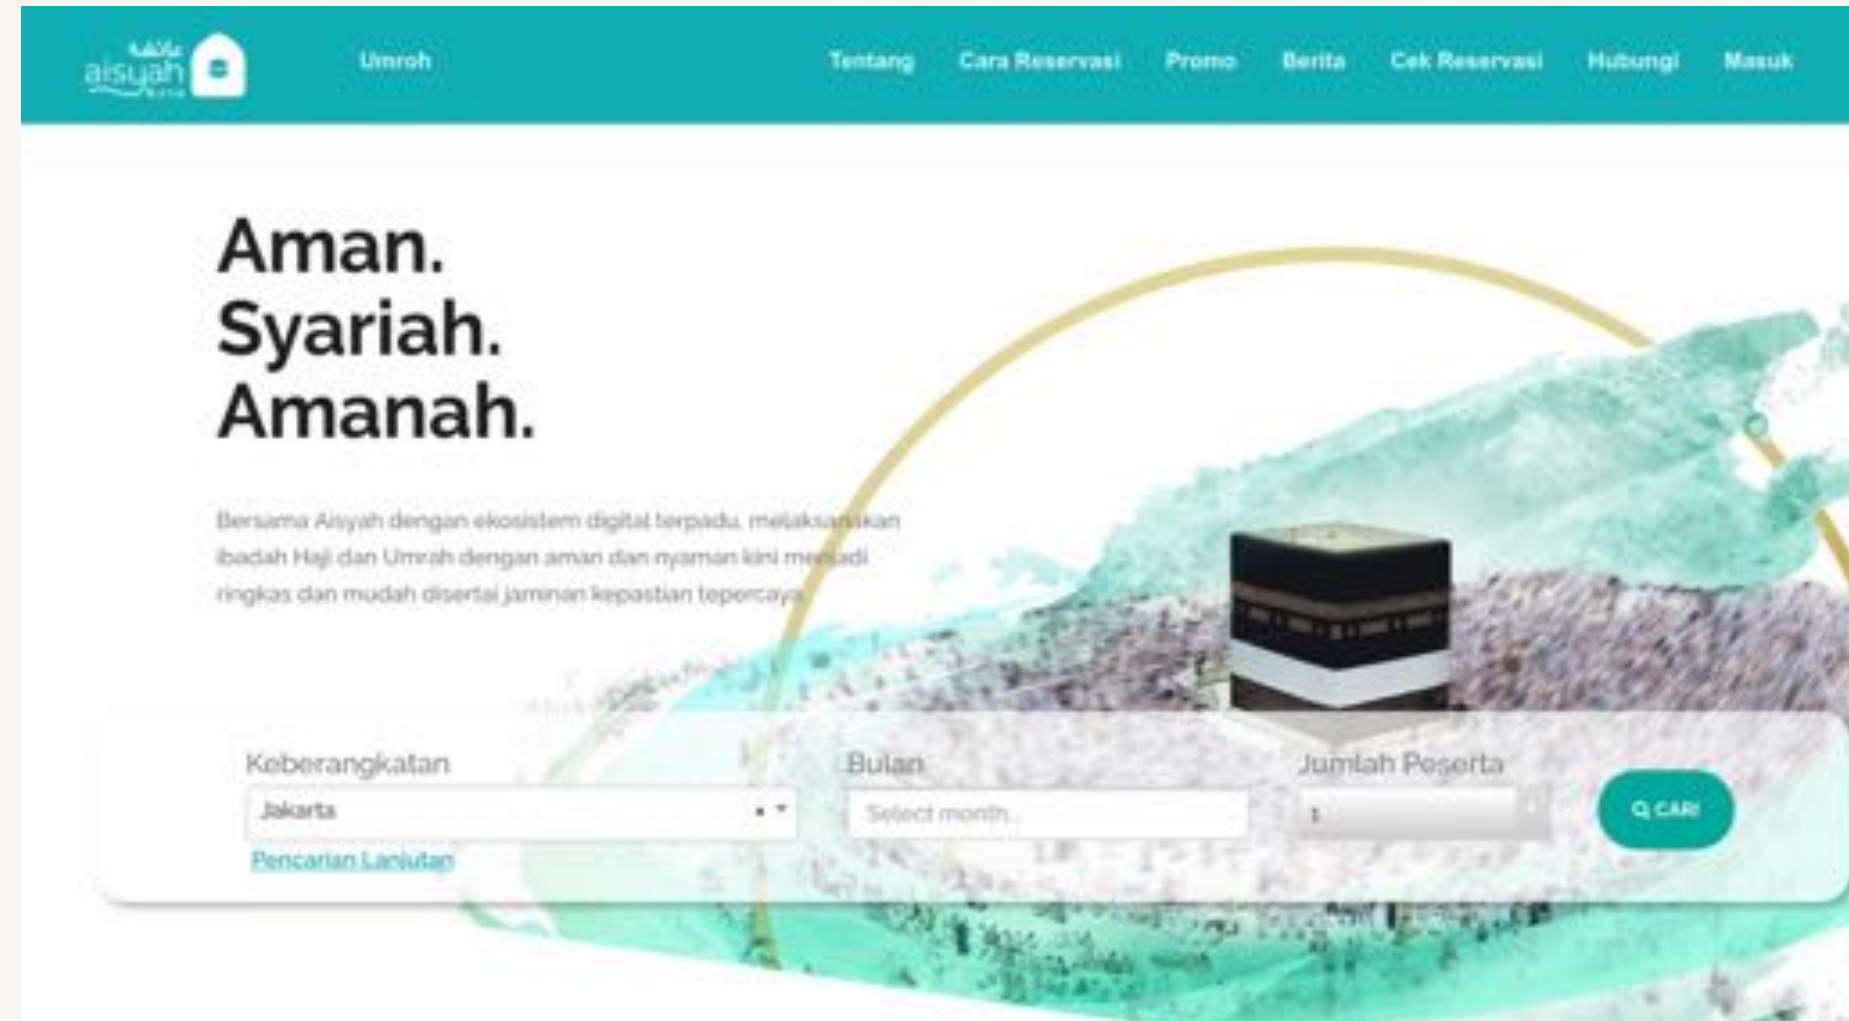 عائشة
aisyah
Umroh
Tentang
Cara Reservasi
Promo
Berita
Cek Reservasi
Hubungi
Masuk
Aman.
Syariah.
Amanah.
Bersama Aisyah dengan ekosistem digital terpadu, melaksanakan
ibadah Haji dan Umrah dengan aman dan nyaman kini menjadi
ringkas dan mudah disertai jaminan kepastian tepercaya.
Keberangkatan
Bulan
Jumlah Peserta
Jakarta
Select month...
1
CARI
Pencarian Lanjutan